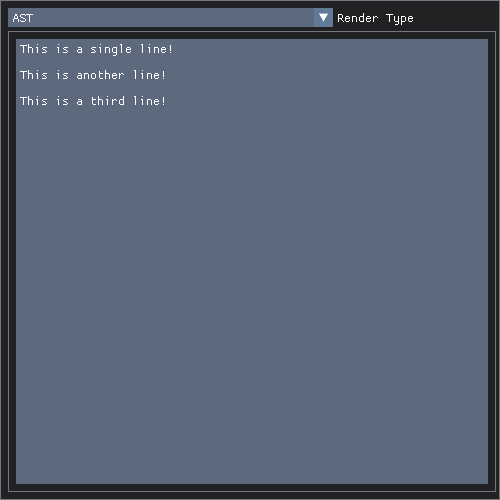 AST
Render Type
This is a single line!
This is another line!
This is a third line!